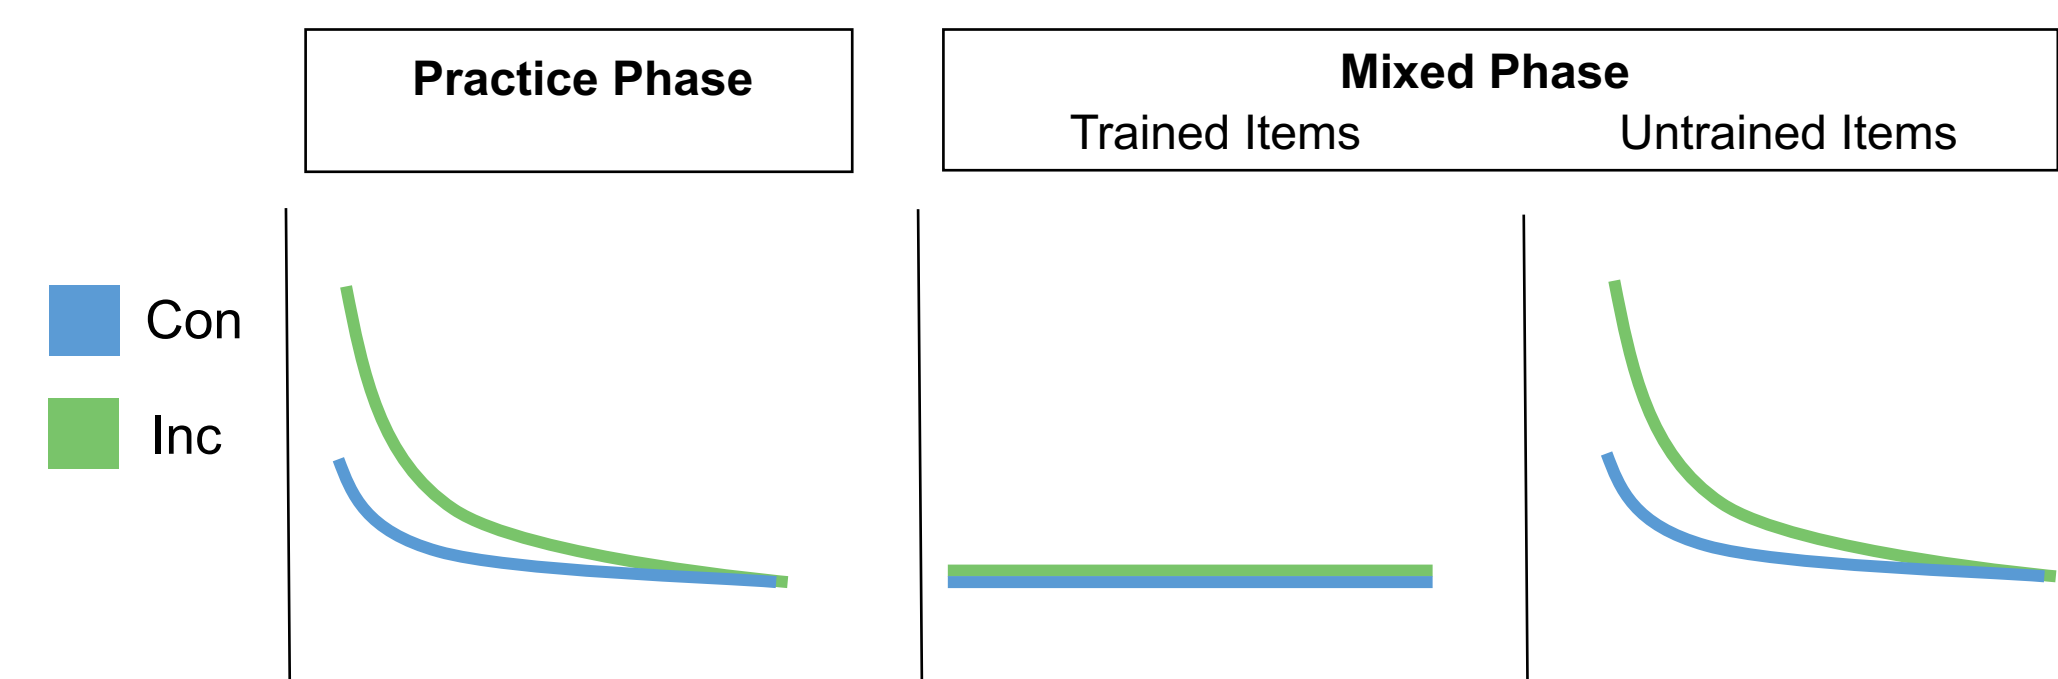 Practice Phase
Mixed Phase
Trained Items
Untrained Items
Con
Inc